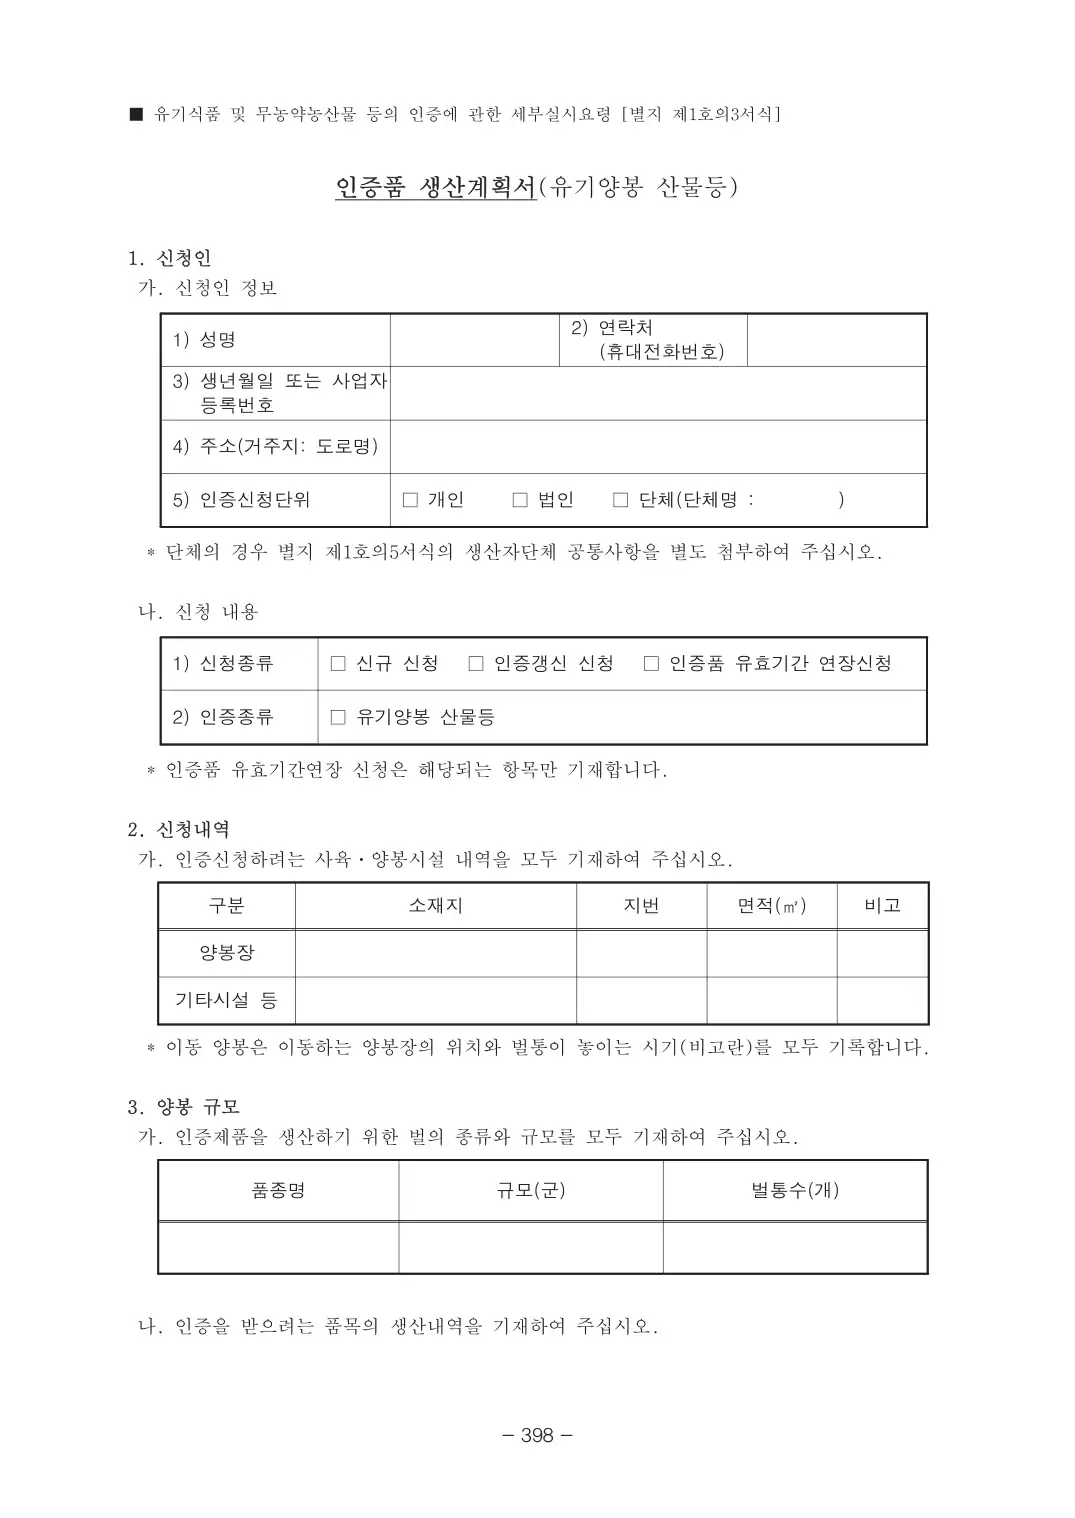 ■ 유기식품 및 무농약농산물 등의 인증에 관한 세부실시요령 [별지 제1호의3서식]
인증품 생산계획서(유기양봉 산물등)
1. 신청인
가. 신청인 정보
1) 성명
2) 연락처
(휴대전화번호)
3) 생년월일 또는 사업자
등록번호
4) 주소(거주지: 도로명)
5) 인증신청단위 □ 개인 □ 법인 □ 단체(단체명 : )
* 단체의 경우 별지 제1호의5서식의 생산자단체 공통사항을 별도 첨부하여 주십시오.
나. 신청 내용
1) 신청종류 □ 신규 신청 □ 인증갱신 신청 □ 인증품 유효기간 연장신청
2) 인증종류 □ 유기양봉 산물등
* 인증품 유효기간연장 신청은 해당되는 항목만 기재합니다.
2. 신청내역
가. 인증신청하려는 사육·양봉시설 내역을 모두 기재하여 주십시오.
구분 소재지 지번 면적(㎡) 비고
양봉장
기타시설 등
* 이동 양봉은 이동하는 양봉장의 위치와 벌통이 놓이는 시기(비고란)를 모두 기록합니다.
3. 양봉 규모
가. 인증제품을 생산하기 위한 벌의 종류와 규모를 모두 기재하여 주십시오.
품종명 규모(군) 벌통수(개)
나. 인증을 받으려는 품목의 생산내역을 기재하여 주십시오.
- 398 -